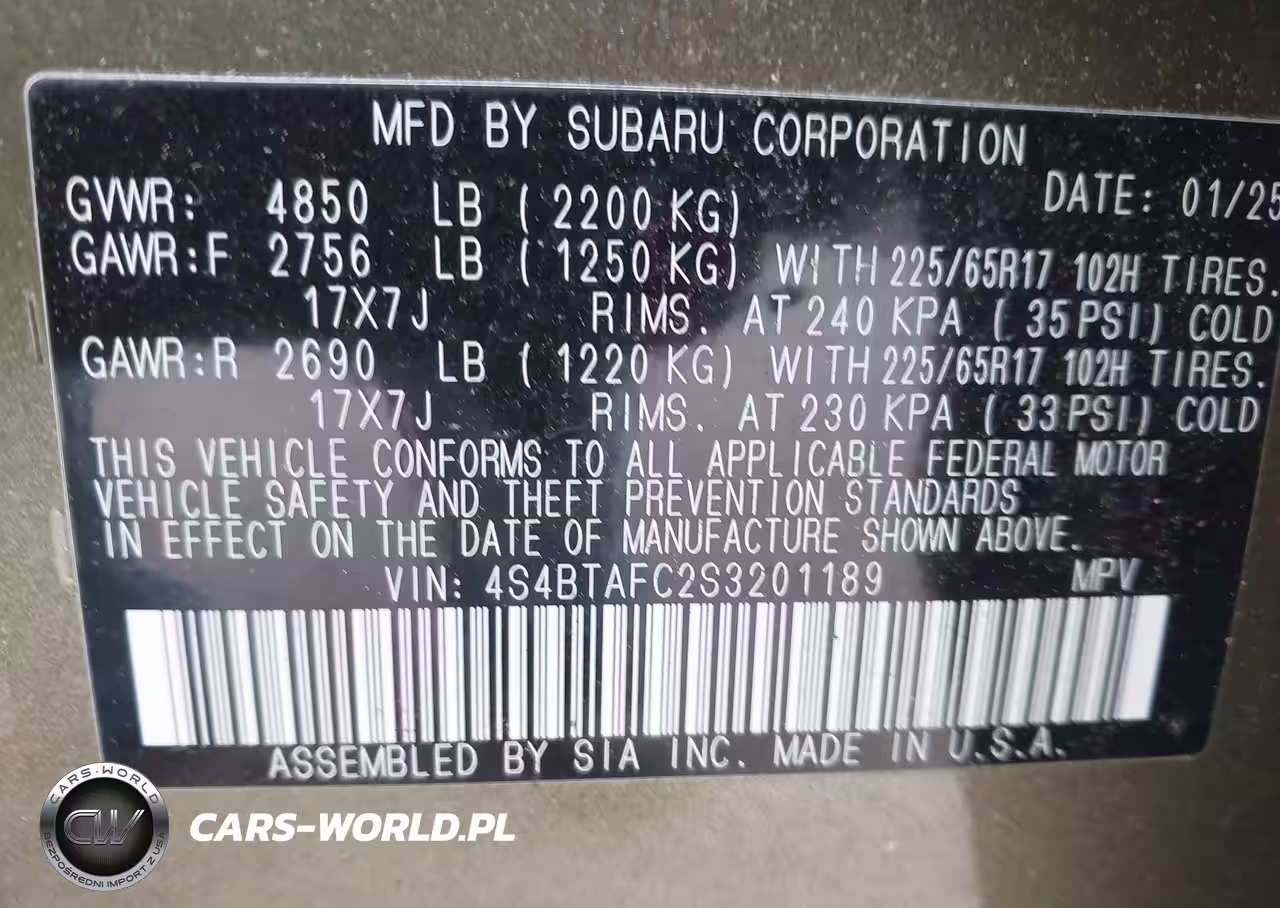 MFD BY SUBARU CORPORATION
DATE: 01/25
GVWR: 4850 LB ( 2200 KG)
GAWR:F 2756 LB ( 1250 KG) WITH 225/65R17 102H TIRES.
17X7J RIMS. AT 240 KPA ( 35 PSI) COLD
GAWR:R 2690 LB ( 1220 KG) WITH 225/65R17 102H TIRES.
17X7J RIMS. AT 230 KPA ( 33 PSI) COLD
THIS VEHICLE CONFORMS TO ALL APPLICABLE FEDERAL MOTOR
VEHICLE SAFETY AND THEFT PREVENTION STANDARDS
IN EFFECT ON THE DATE OF MANUFACTURE SHOWN ABOVE.
VIN: 4S4BTAFC2S3201189 MPV
ASSEMBLED BY SIA INC. MADE IN U.S.A.
CARS-WORLD
CW
BEZPOŚREDNI IMPORT Z USA
CARS-WORLD.PL